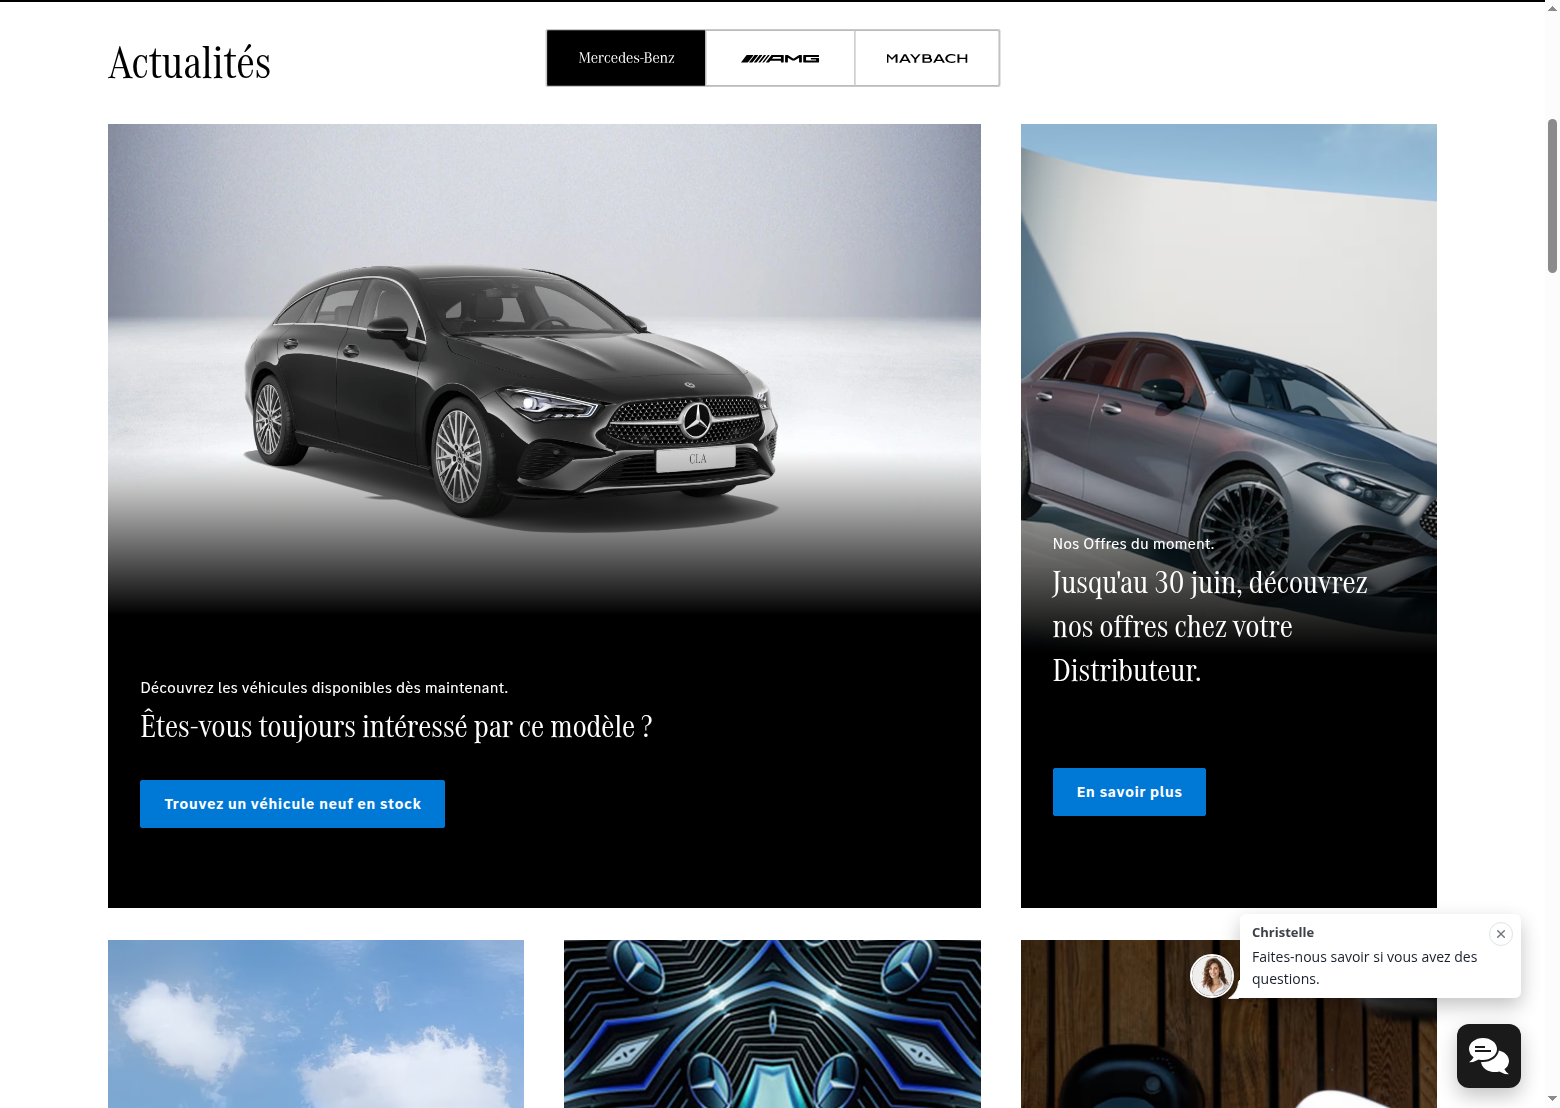 Actualités
Mercedes-Benz
AMG
MAYBACH
CLA
Découvrez les véhicules disponibles dès maintenant.
Êtes-vous toujours intéressé par ce modèle ?
Trouvez un véhicule neuf en stock
Nos Offres du moment.
Jusqu'au 30 juin, découvrez
nos offres chez votre
Distributeur.
En savoir plus
Christelle
Faites-nous savoir si vous avez des
questions.